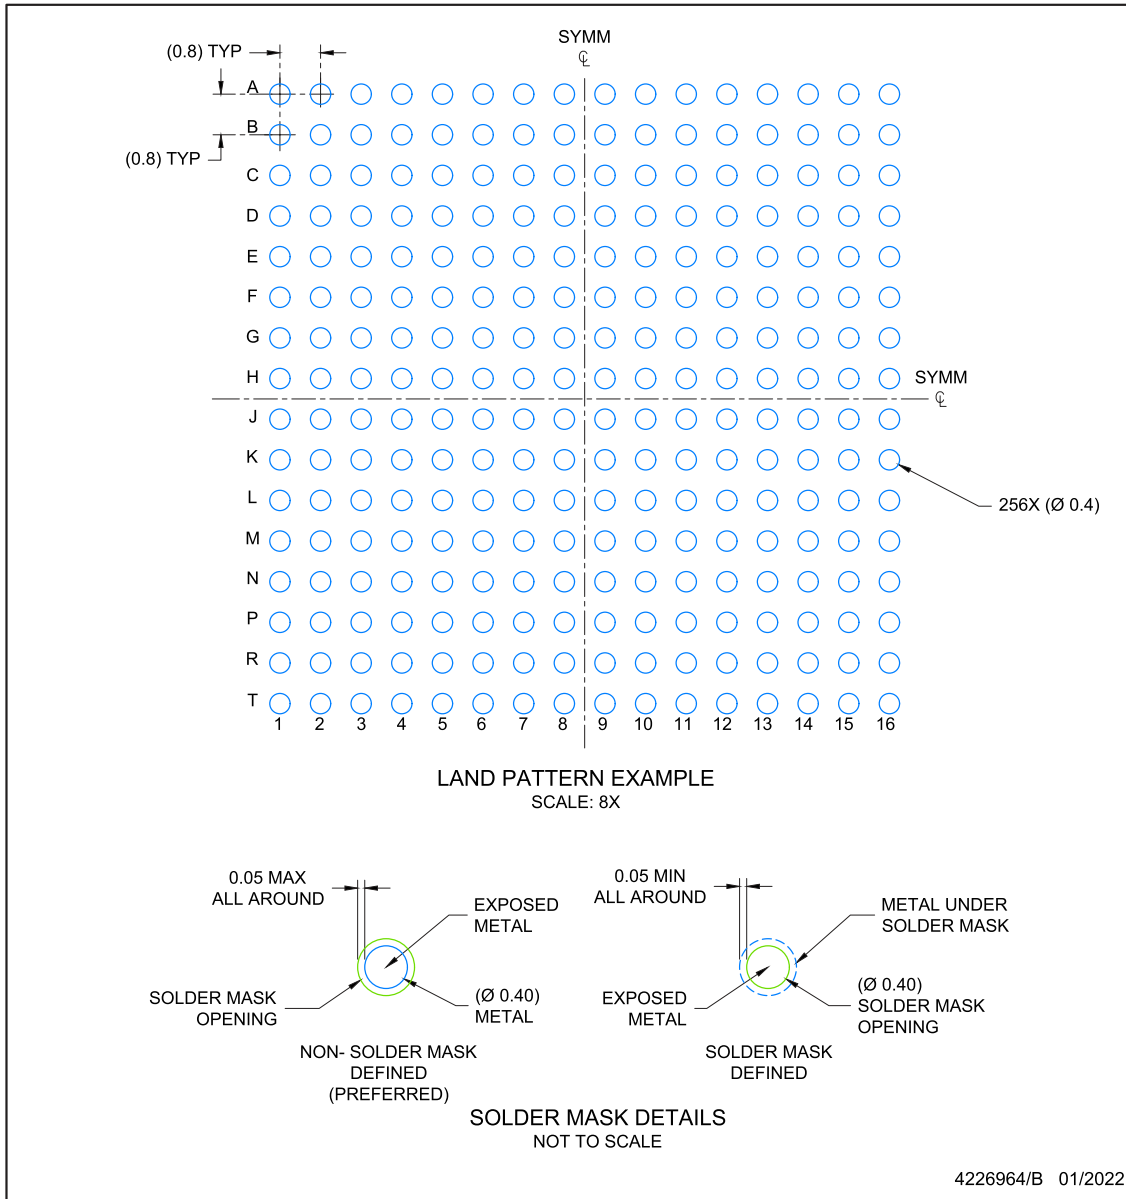 SYMM
℄
(0.8) TYP
A
B
(0.8) TYP
C
D
E
F
G
H
SYMM
℄
J
K
L
256X (Ø 0.4)
M
N
P
R
T
1 2 3 4 5 6 7 8 9 10 11 12 13 14 15 16
LAND PATTERN EXAMPLE
SCALE: 8X
0.05 MAX
ALL AROUND
EXPOSED
METAL
SOLDER MASK
OPENING
(Ø 0.40)
METAL
NON- SOLDER MASK
DEFINED
(PREFERRED)
0.05 MIN
ALL AROUND
METAL UNDER
SOLDER MASK
EXPOSED
METAL
(Ø 0.40)
SOLDER MASK
OPENING
SOLDER MASK
DEFINED
SOLDER MASK DETAILS
NOT TO SCALE
4226964/B 01/2022